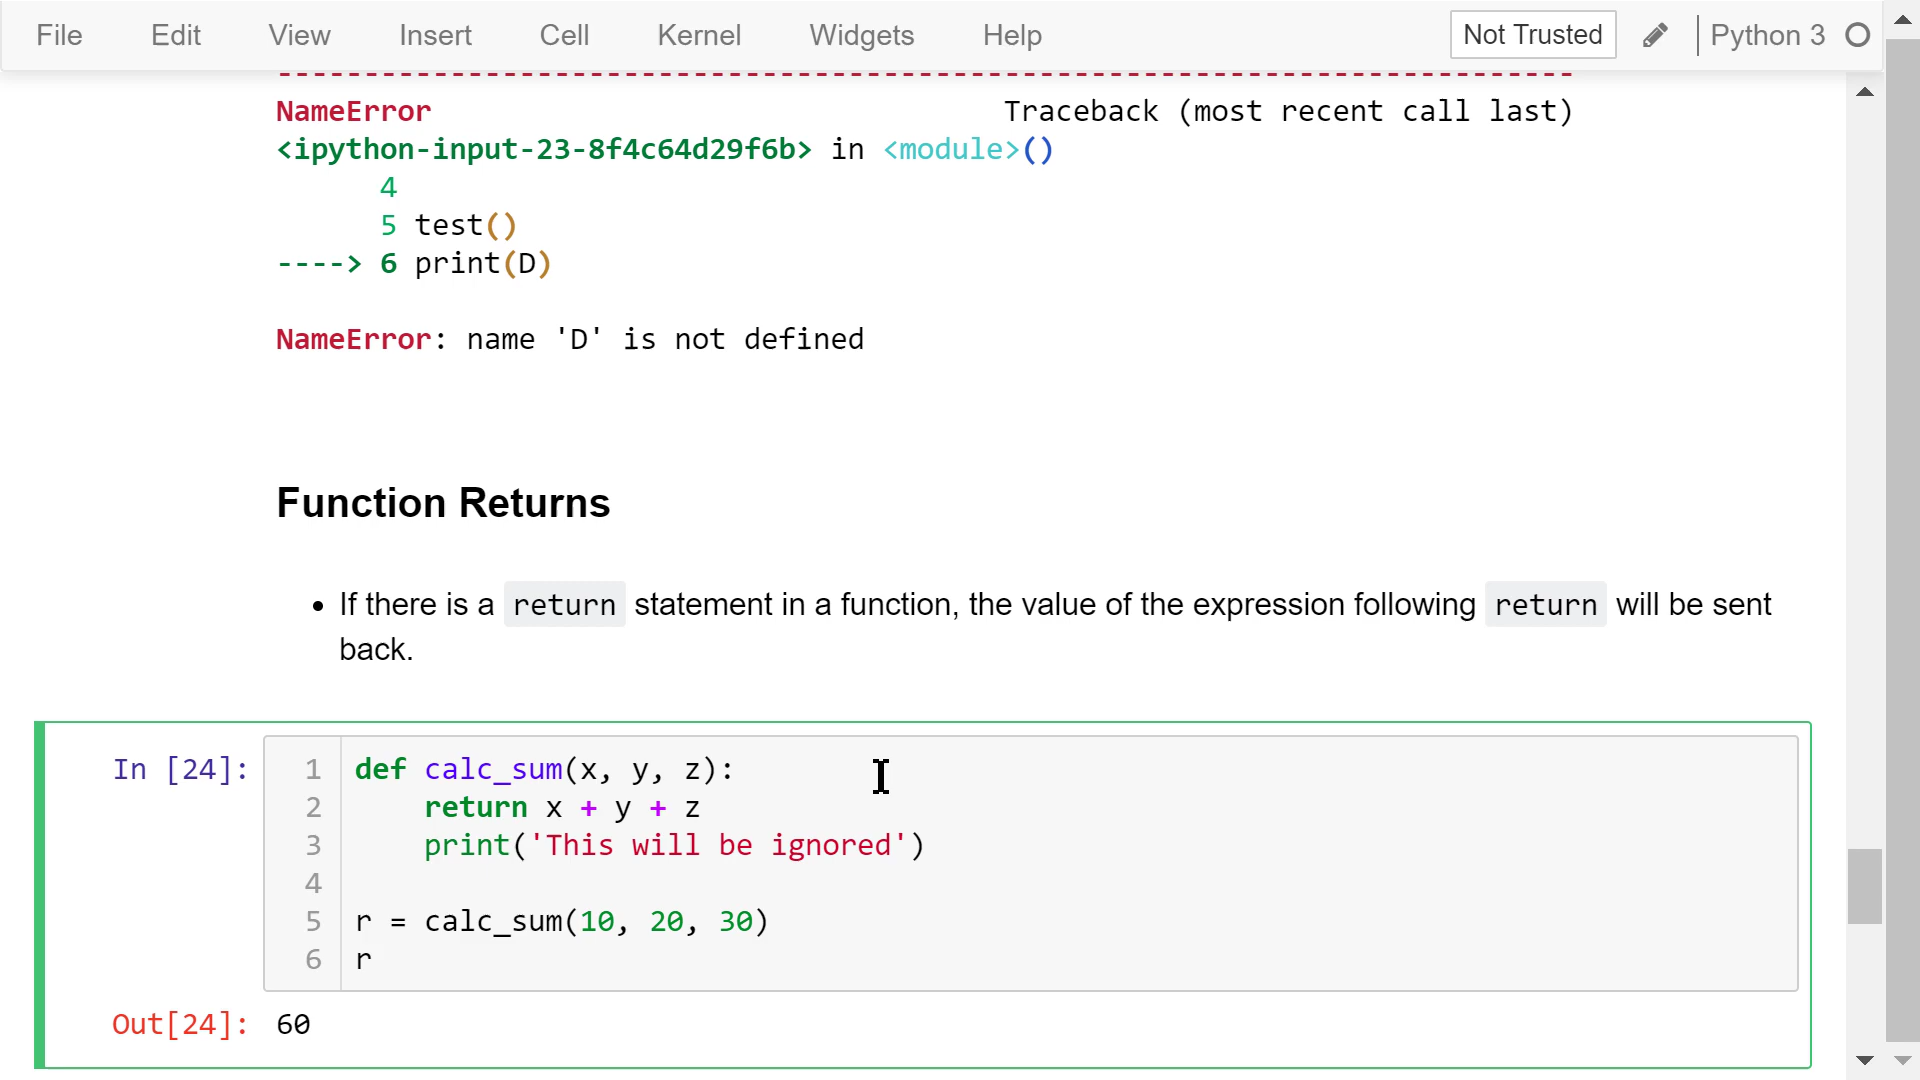 File Edit View Insert Cell Kernel Widgets Help Not Trusted Python 3
---------------------------------------------------------------------------
NameError                                 Traceback (most recent call last)
<ipython-input-23-8f4c64d29f6b> in <module>()
      4
      5 test()
----> 6 print(D)
NameError: name 'D' is not defined
Function Returns
• If there is a return statement in a function, the value of the expression following return will be sent
back.
In [24]: 1 def calc_sum(x, y, z):
2     return x + y + z
3     print('This will be ignored')
4
5 r = calc_sum(10, 20, 30)
6 r
Out[24]: 60